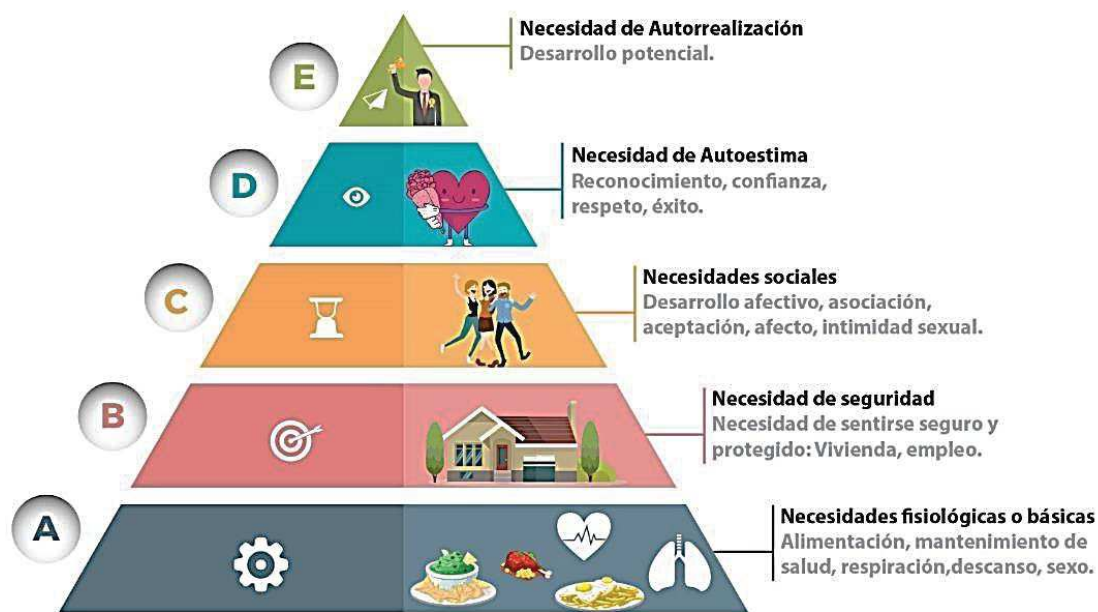 E
Necesidad de Autorrealización
Desarrollo potencial.
D
Necesidad de Autoestima
Reconocimiento, confianza,
respeto, éxito.
C
Necesidades sociales
Desarrollo afectivo, asociación,
aceptación, afecto, intimidad sexual.
B
Necesidad de seguridad
Necesidad de sentirse seguro y
protegido: Vivienda, empleo.
A
Necesidades fisiológicas o básicas
Alimentación, mantenimiento de
salud, respiración,descanso, sexo.